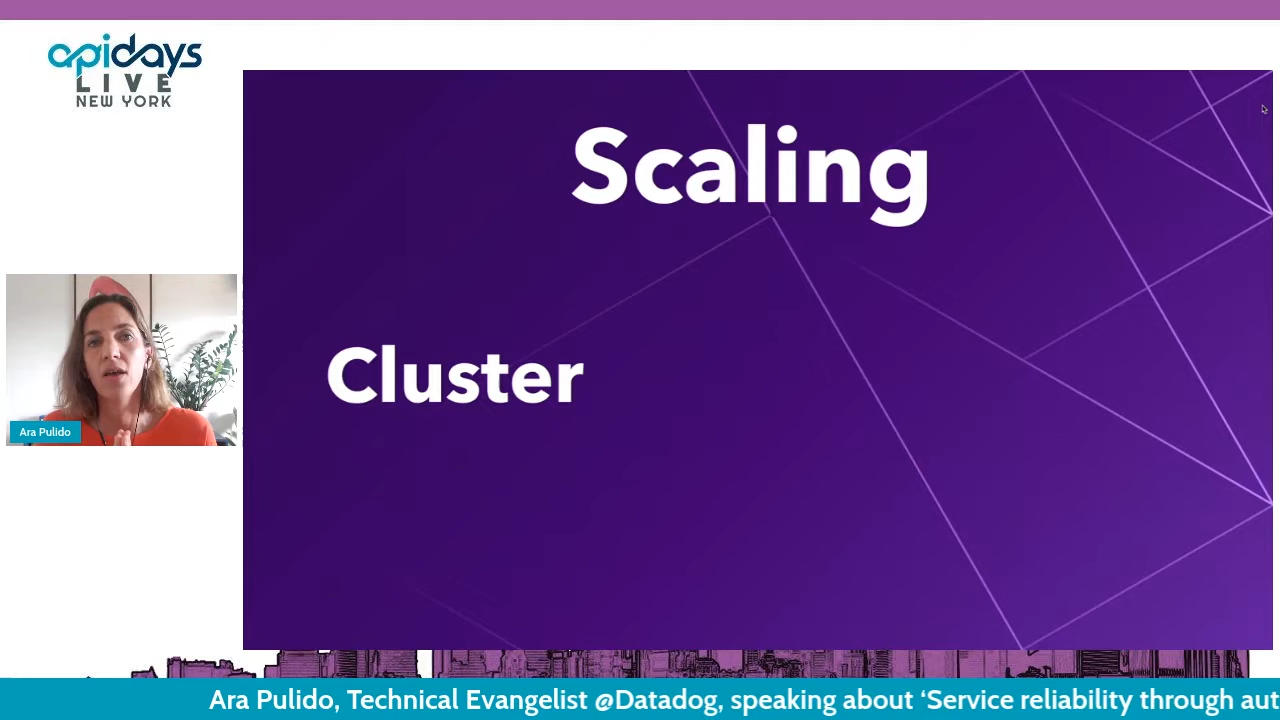 apidays
LIVE
NEW YORK
Scaling
Cluster
Ara Pulido
Ara Pulido, Technical Evangelist @Datadog, speaking about ‘Service reliability through aut